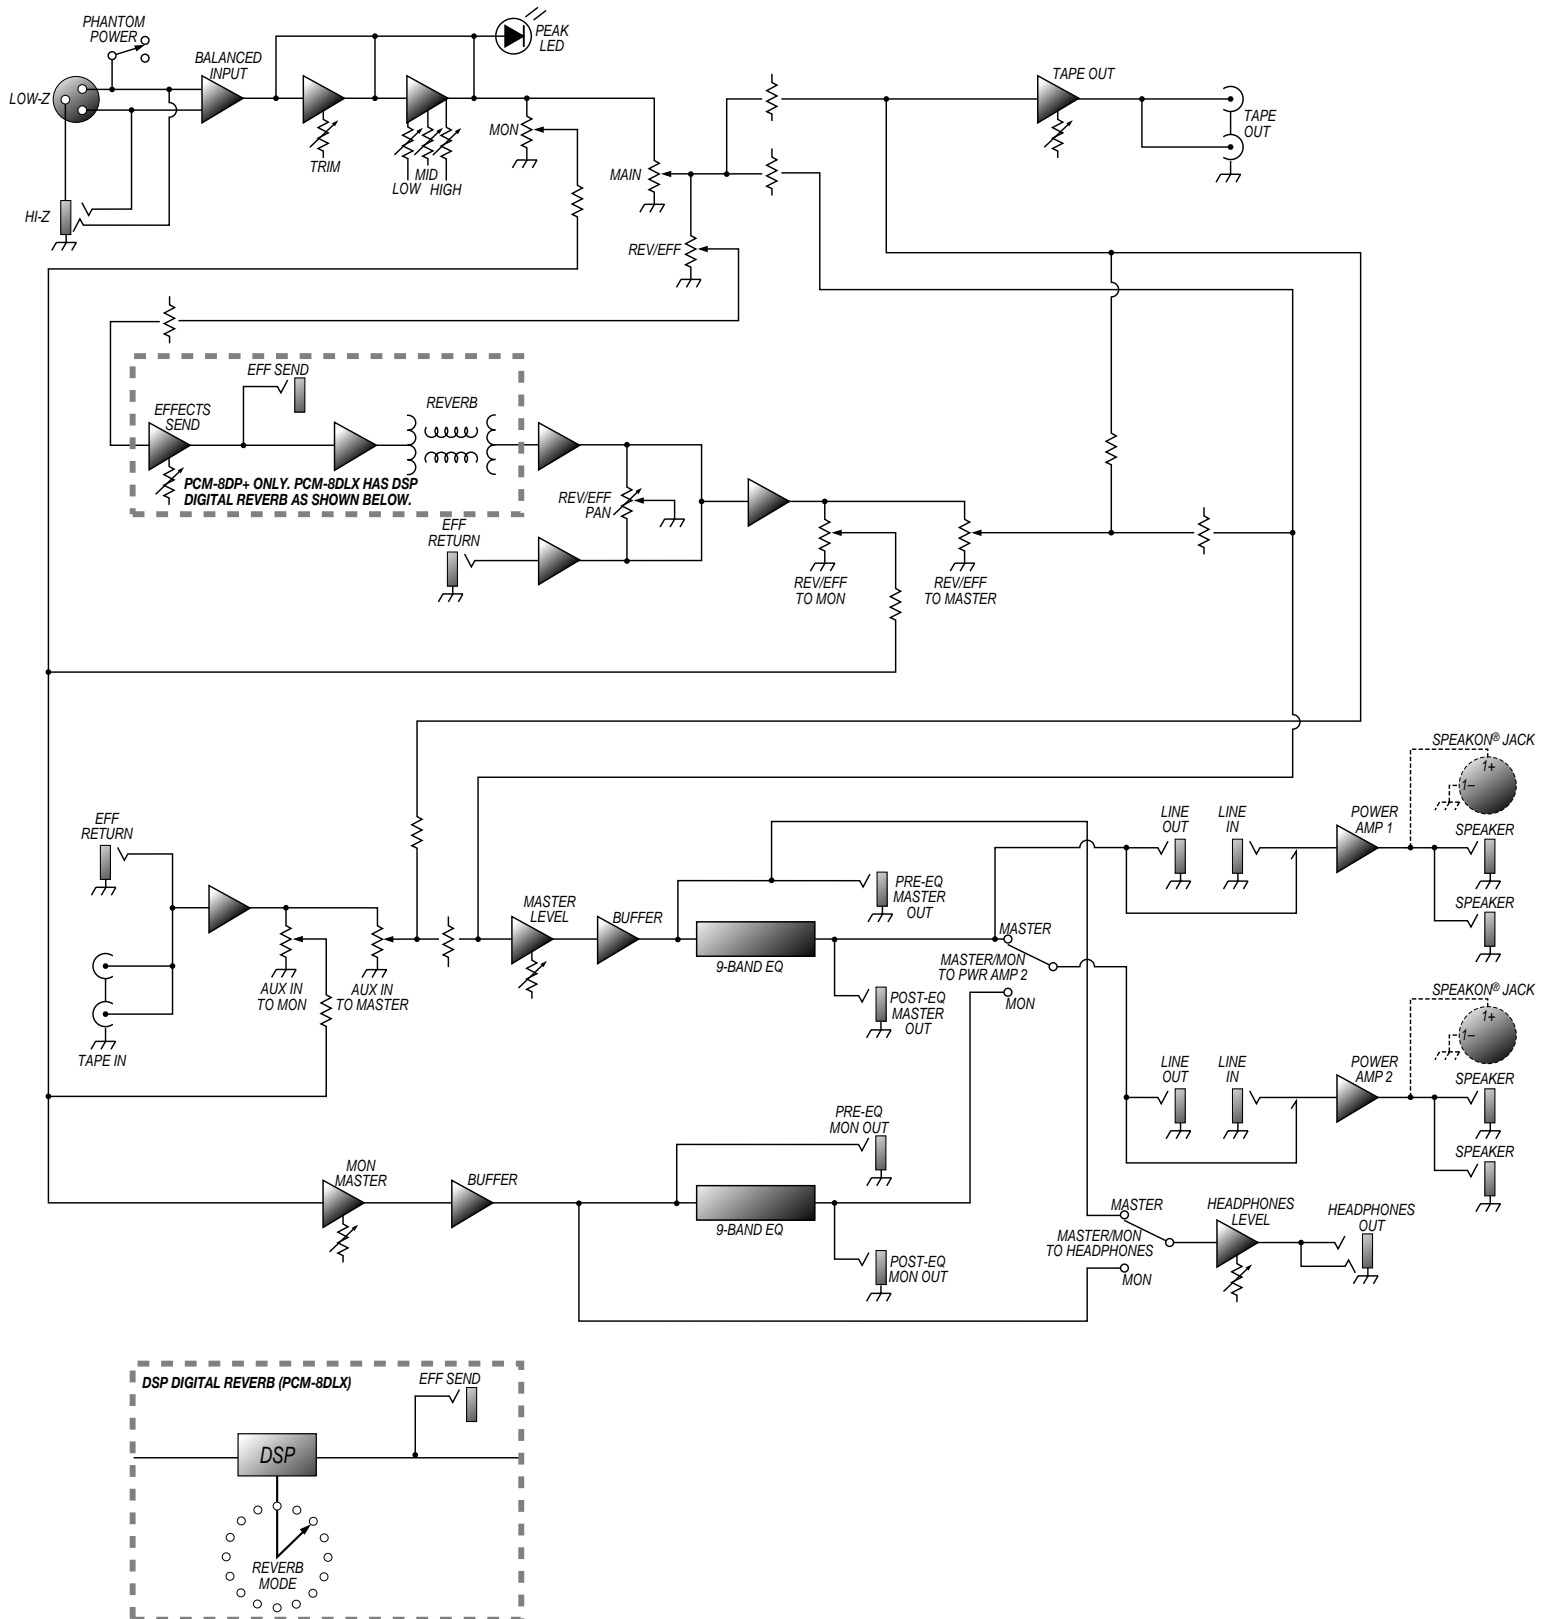 PHANTOM
POWER
PEAK
LED
BALANCED
INPUT
LOW-Z
TRIM
LOW
MID
HIGH
MON
HI-Z
MAIN
REV/EFF
TAPE OUT
TAPE
OUT
EFF SEND
EFFECTS
SEND
REVERB
PCM-8DP+ ONLY. PCM-8DLX HAS DSP
DIGITAL REVERB AS SHOWN BELOW.
REV/EFF
PAN
EFF
RETURN
REV/EFF
TO MON
REV/EFF
TO MASTER
EFF
RETURN
AUX IN
TO MON
AUX IN
TO MASTER
TAPE IN
MASTER
LEVEL
BUFFER
9-BAND EQ
PRE-EQ
MASTER
OUT
POST-EQ
MASTER
OUT
MASTER
MASTER/MON
TO PWR AMP 2
MON
LINE
OUT
LINE
IN
POWER
AMP 1
SPEAKON® JACK
1+
1–
SPEAKER
SPEAKER
LINE
OUT
LINE
IN
POWER
AMP 2
SPEAKON® JACK
1+
1–
SPEAKER
SPEAKER
MON
MASTER
BUFFER
PRE-EQ
MON OUT
9-BAND EQ
POST-EQ
MON OUT
MASTER
MASTER/MON
TO HEADPHONES
MON
HEADPHONES
LEVEL
HEADPHONES
OUT
DSP DIGITAL REVERB (PCM-8DLX)
EFF SEND
DSP
REVERB
MODE